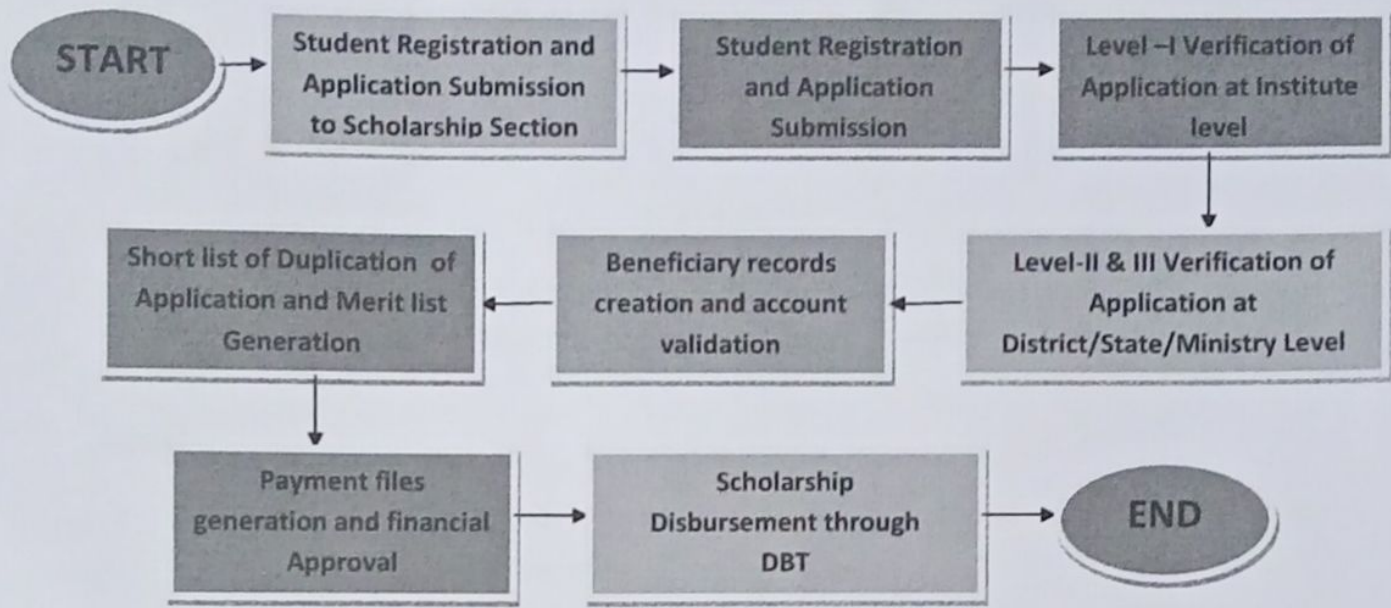 START
Student Registration and
Application Submission
to Scholarship Section
Student Registration
and Application
Submission
Level –I Verification of
Application at Institute
level
Level-II & III Verification of
Application at
District/State/Ministry Level
Beneficiary records
creation and account
validation
Short list of Duplication of
Application and Merit list
Generation
Payment files
generation and financial
Approval
Scholarship
Disbursement through
DBT
END